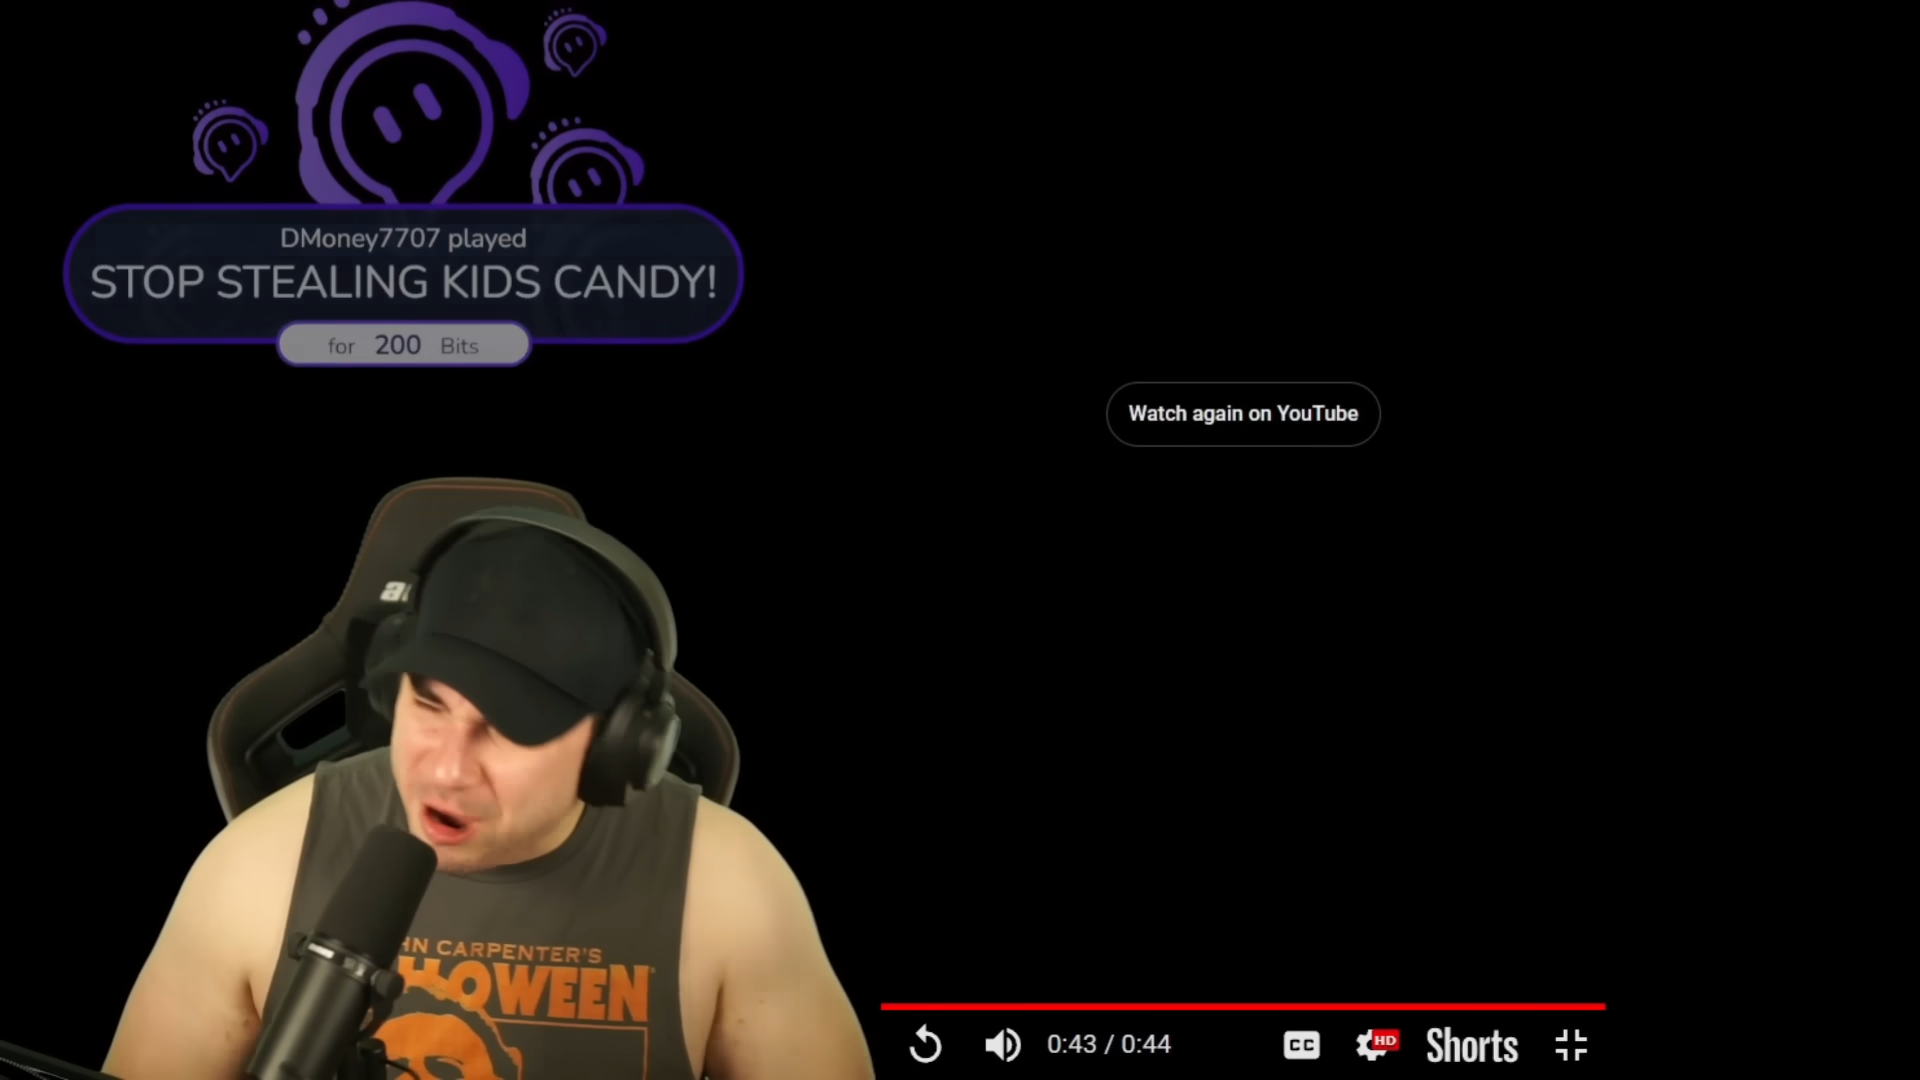 DMoney7707 played
STOP STEALING KIDS CANDY!
for 200 Bits
Watch again on YouTube
CARPENTER'S
0:43 / 0:44
CC
HD
Shorts